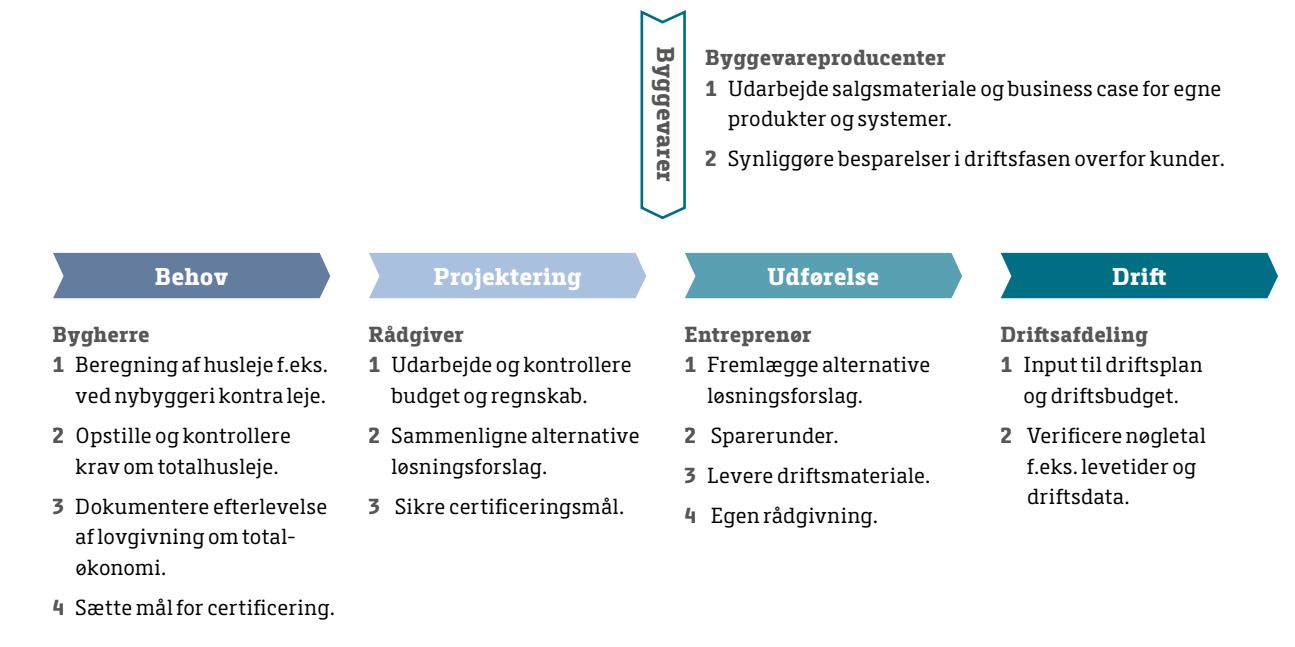 Byggevarer
Byggevareproducenter
1 Udarbejde salgsmateriale og business case for egne
produkter og systemer.
2 Synliggøre besparelser i driftsfasen overfor kunder.
Behov
Bygherre
1 Beregning af husleje f.eks.
ved nybyggeri kontra leje.
2 Opstille og kontrollere
krav om totalhusleje.
3 Dokumentere efterlevelse
af lovgivning om total-
økonomi.
4 Sætte mål for certificering.
Projektering
Rådgiver
1 Udarbejde og kontrollere
budget og regnskab.
2 Sammenligne alternative
løsningsforslag.
3 Sikre certificeringsmål.
Udførelse
Entreprenør
1 Fremlægge alternative
løsningsforslag.
2 Sparerunder.
3 Levere driftsmateriale.
4 Egen rådgivning.
Drift
Driftsafdeling
1 Input til driftsplan
og driftsbudget.
2 Verificere nøgletal
f.eks. levetider og
driftsdata.